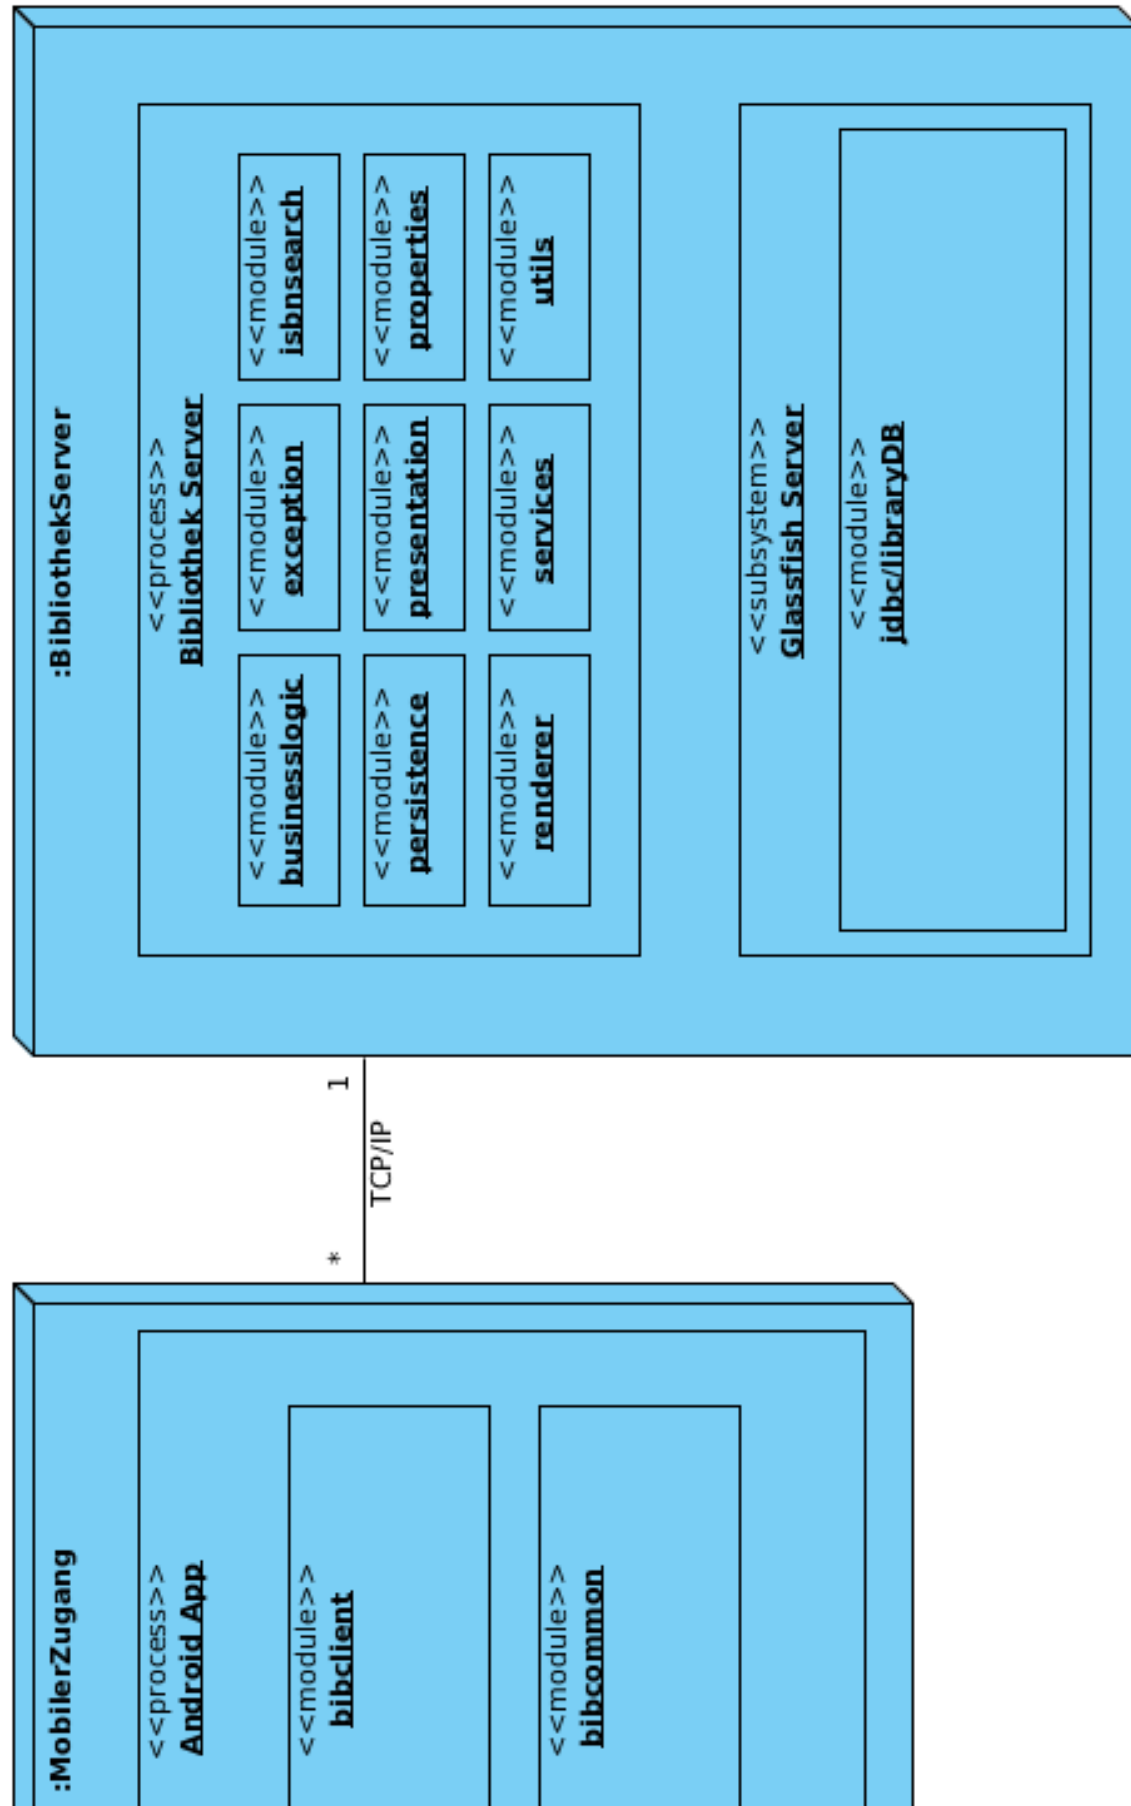 :MobilerZugang
<<process>>
Android App
<<module>>
bibclient
<<module>>
bibcommon
*
1
TCP/IP
:BibliothekServer
<<process>>
Bibliothek Server
<<module>>
businesslogic
<<module>>
exception
<<module>>
isbnsearch
<<module>>
persistence
<<module>>
presentation
<<module>>
properties
<<module>>
renderer
<<module>>
services
<<module>>
utils
<<subsystem>>
Glassfish Server
<<module>>
jdbc/libraryDB